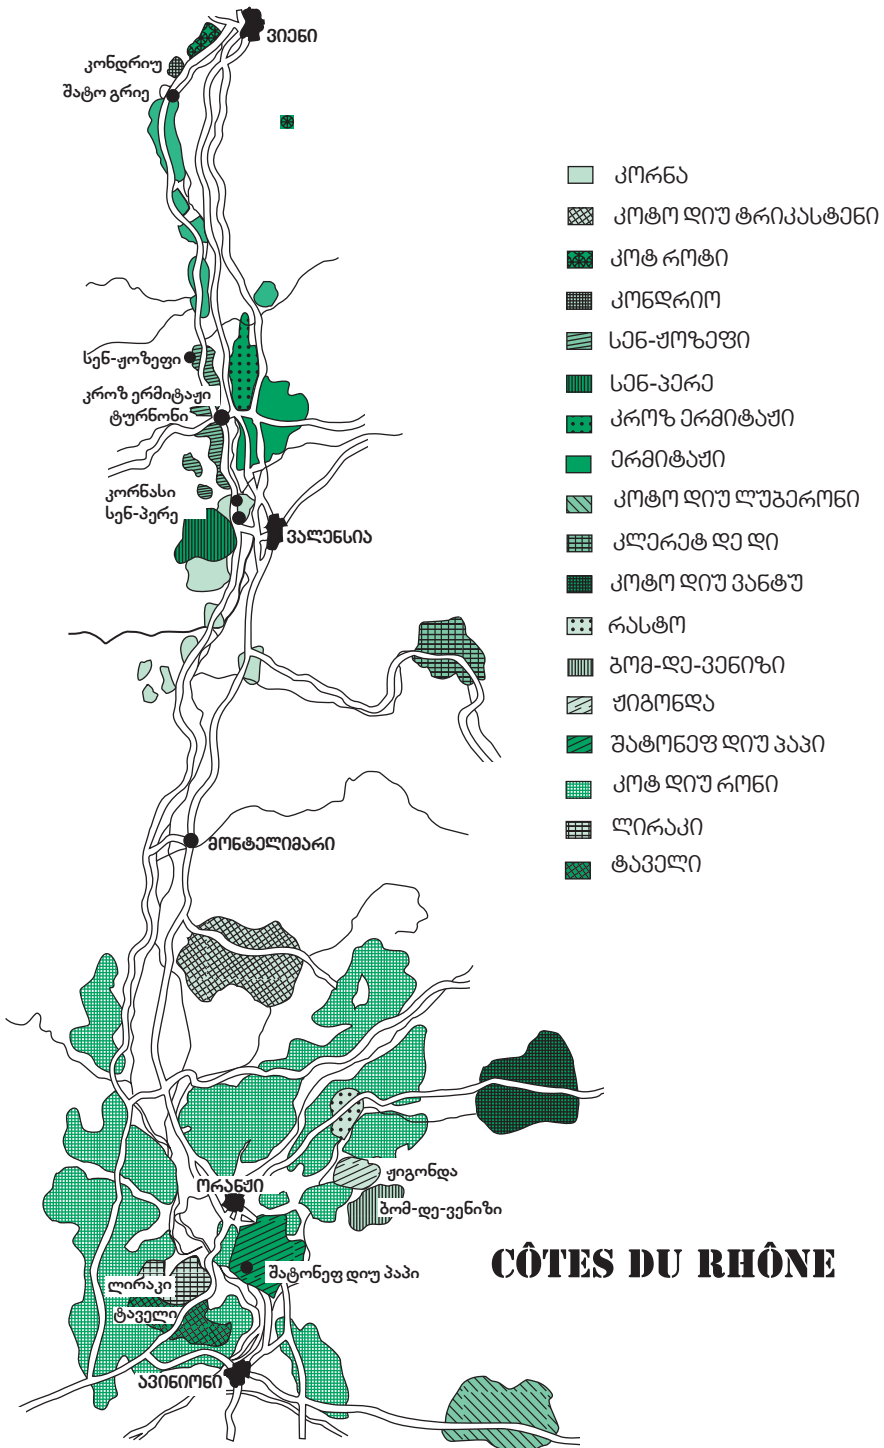 ვიენი
კონდრიუ
შატო გრიე
სენ-ჟოზეფი
კროზ ერმიტაჟი
ტურნონი
კორნასი
სენ-პერე
ვალენსია
მონტელიმარი
ჟიგონდა
ორანჟი
ბომ-დე-ვენიზი
შატონეფ დიუ პაპი
ლირაკი
ტაველი
ავინიონი
კორნა
კოტო დიუ ტრიკასტენი
კოტ როტი
კონდრიო
სენ-ჟოზეფი
სენ-პერე
კროზ ერმიტაჟი
ერმიტაჟი
კოტო დიუ ლუბერონი
კლერეტ დე დი
კოტო დიუ ვანტუ
რასტო
ბომ-დე-ვენიზი
ჟიგონდა
შატონეფ დიუ პაპი
კოტ დიუ რონი
ლირაკი
ტაველი
CÔTES DU RHÔNE